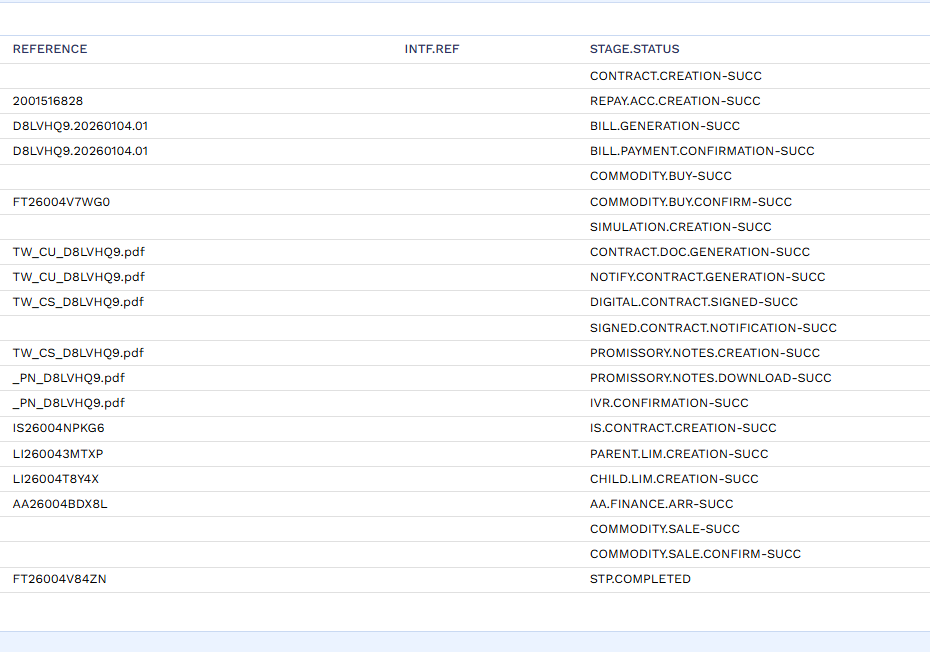 REFERENCE INTF.REF STAGE.STATUS
CONTRACT.CREATION-SUCC
2001516828 REPAY.ACC.CREATION-SUCC
D8LVHQ9.20260104.01 BILL.GENERATION-SUCC
D8LVHQ9.20260104.01 BILL.PAYMENT.CONFIRMATION-SUCC
COMMODITY.BUY-SUCC
FT26004V7WG0 COMMODITY.BUY.CONFIRM-SUCC
SIMULATION.CREATION-SUCC
TW_CU_D8LVHQ9.pdf CONTRACT.DOC.GENERATION-SUCC
TW_CU_D8LVHQ9.pdf NOTIFY.CONTRACT.GENERATION-SUCC
TW_CS_D8LVHQ9.pdf DIGITAL.CONTRACT.SIGNED-SUCC
SIGNED.CONTRACT.NOTIFICATION-SUCC
TW_CS_D8LVHQ9.pdf PROMISSORY.NOTES.CREATION-SUCC
_PN_D8LVHQ9.pdf PROMISSORY.NOTES.DOWNLOAD-SUCC
_PN_D8LVHQ9.pdf IVR.CONFIRMATION-SUCC
IS26004NPKG6 IS.CONTRACT.CREATION-SUCC
LI260043MTXP PARENT.LIM.CREATION-SUCC
LI26004T8Y4X CHILD.LIM.CREATION-SUCC
AA26004BDX8L AA.FINANCE.ARR-SUCC
COMMODITY.SALE-SUCC
COMMODITY.SALE.CONFIRM-SUCC
FT26004V84ZN STP.COMPLETED